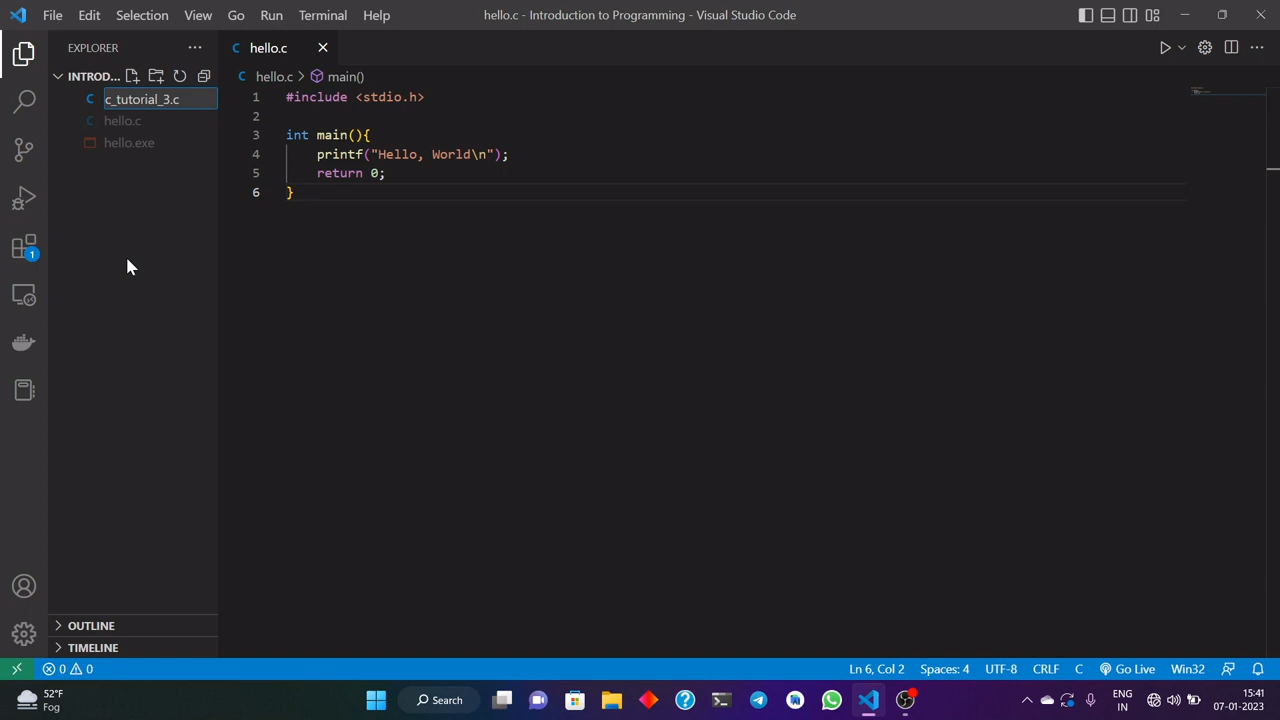 File Edit Selection View Go Run Terminal Help
hello.c - Introduction to Programming - Visual Studio Code
EXPLORER
hello.c
INTROD...
hello.c > main()
c_tutorial_3.c
hello.c
hello.exe
1 #include <stdio.h>
2
3 int main(){
4 printf("Hello, World\n");
5 return 0;
6 }
1
OUTLINE
TIMELINE
0 0
Ln 6, Col 2 Spaces: 4 UTF-8 CRLF C Go Live Win32
52°F
Fog
Search
ENG
IN
15:41
07-01-2023